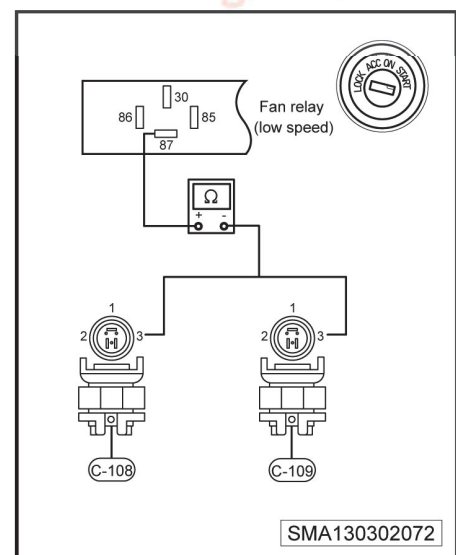 LOCK ACC ON START
30
86
85
87
Fan relay
(low speed)
Ω
+ -
1
2 3
1
2 3
C-108
C-109
SMA130302072